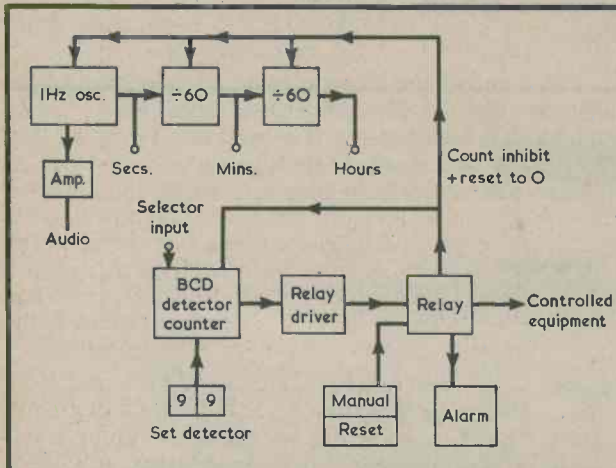 1Hz osc.
÷60
÷60
Secs.
Mins.
Hours
Amp.
Audio
Count inhibit
+reset to O
Selector
input
BCD
detector
counter
Relay
driver
Relay
Controlled
equipment
9 9
Set detector
Manual
Reset
Alarm